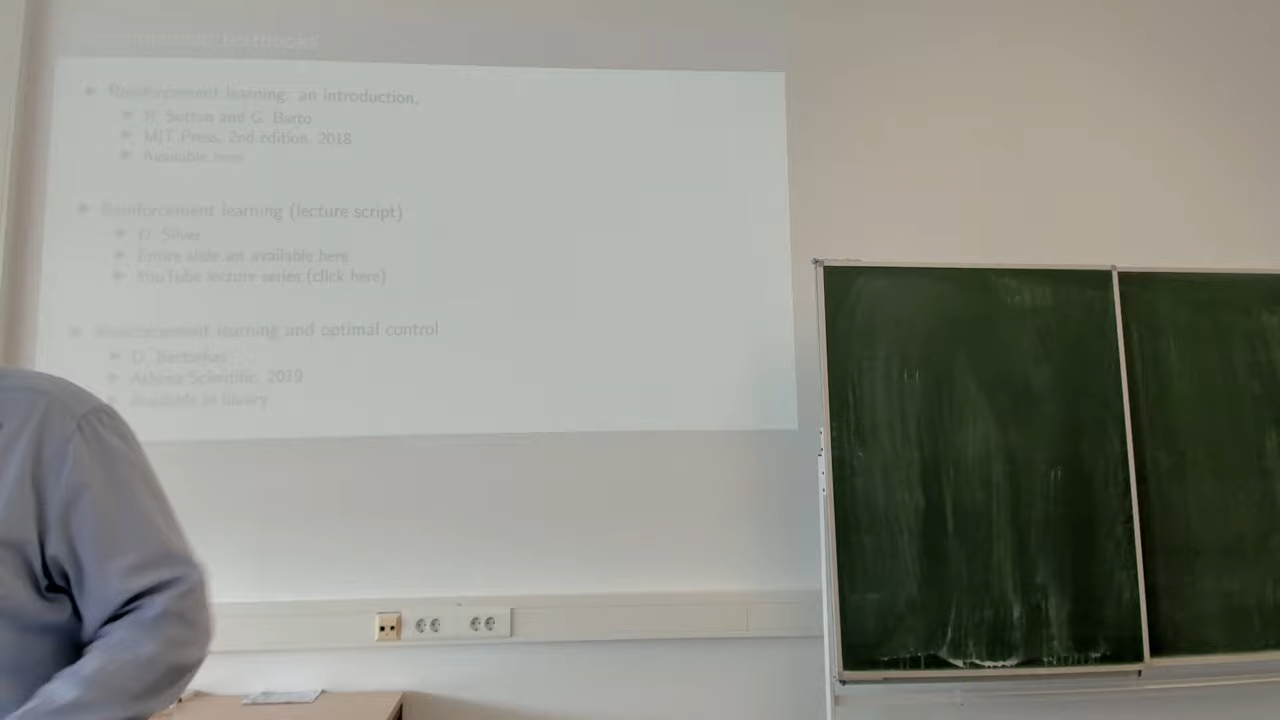 Reinforcement learning: an introduction,
R. Sutton and G. Barto
MIT Press, 2nd edition, 2018
Available here
Reinforcement learning (lecture script)
D. Silver
Entire slide set available here
YouTube lecture series (click here)
Reinforcement learning and optimal control
D. Bertsekas
Athena Scientific, 2019
Available in library